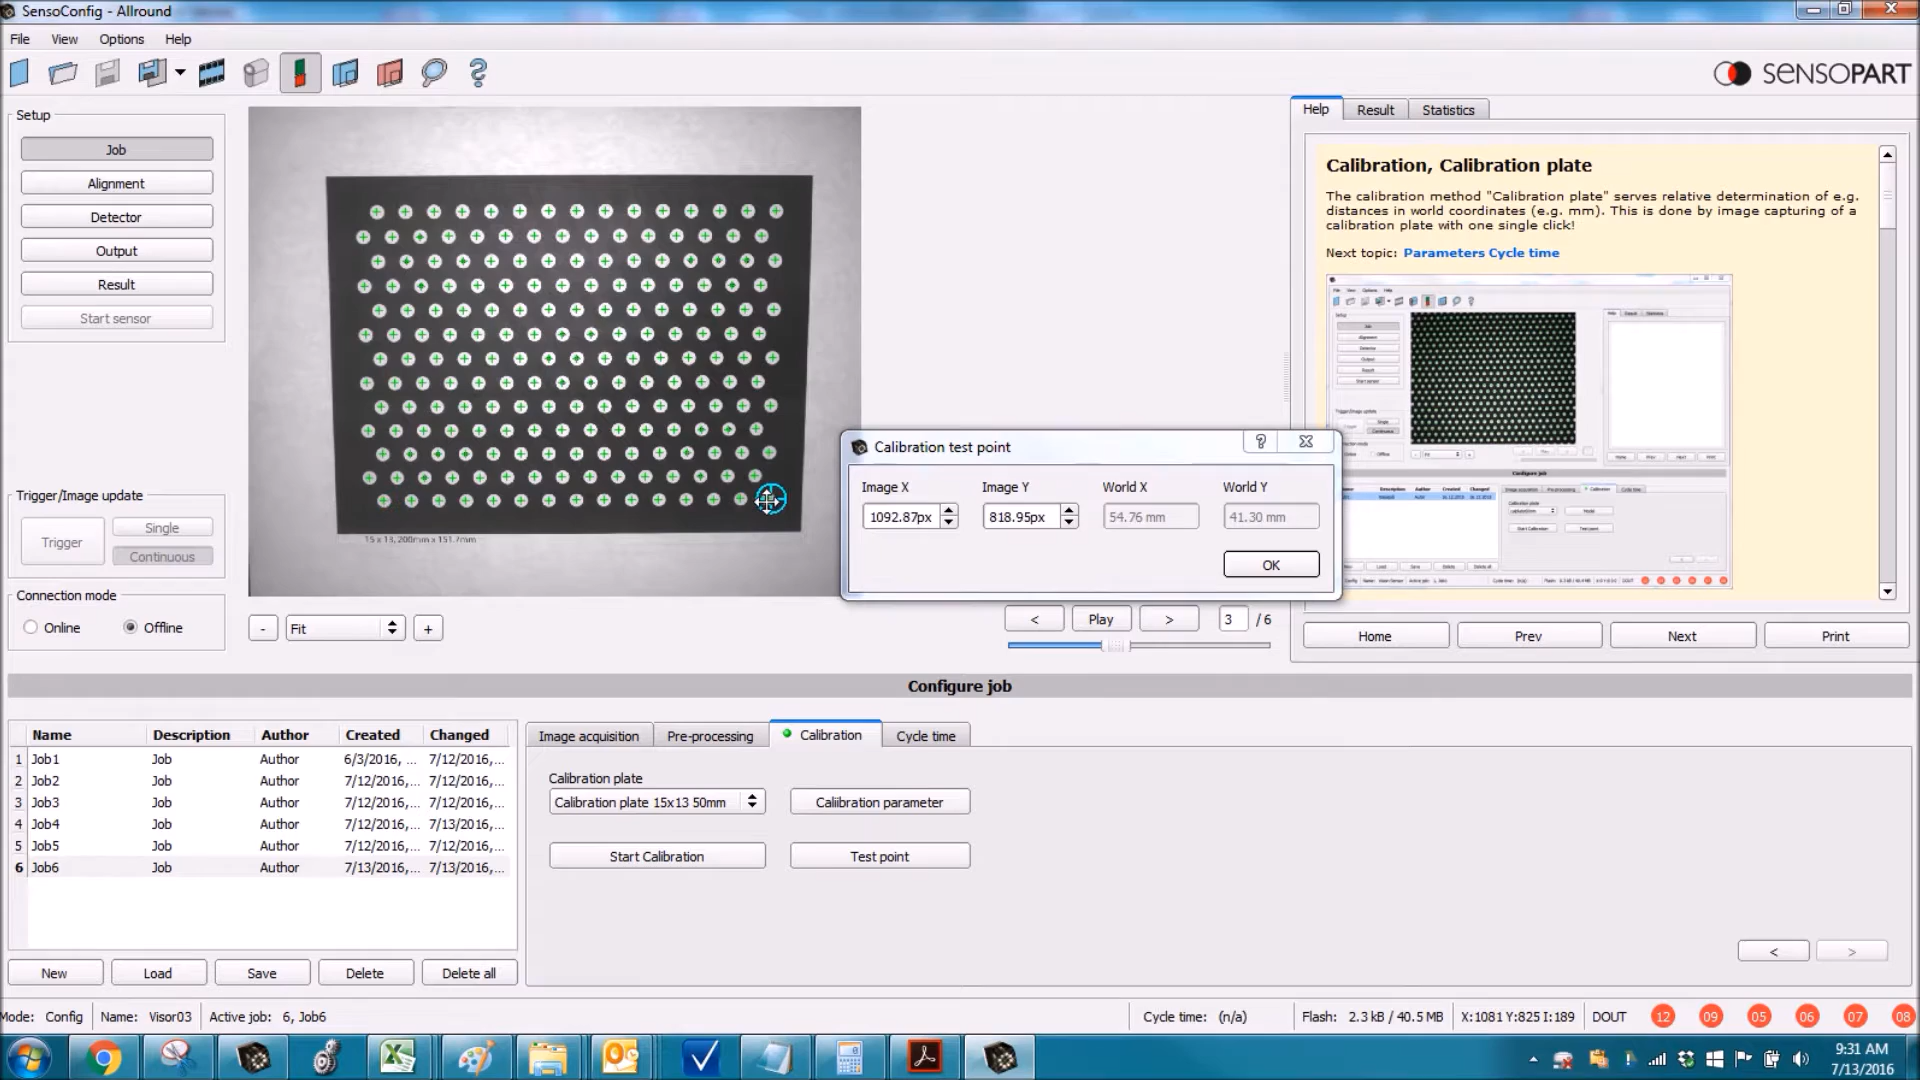 SensoConfig - Allround
File View Options Help
SENSOPART
Setup
Job
Alignment
Detector
Output
Result
Start sensor
Trigger/Image update
Trigger
Single
Continuous
Connection mode
Online Offline
15 x 13, 200mm x 151.7mm
- Fit +
Calibration test point
Image X Image Y World X World Y
1092.87px 818.95px 54.76 mm 41.30 mm
OK
< Play > 3 / 6
Help Result Statistics
Calibration, Calibration plate
The calibration method "Calibration plate" serves relative determination of e.g.
distances in world coordinates (e.g. mm). This is done by image capturing of a
calibration plate with one single click!
Next topic: Parameters Cycle time
Home Prev Next Print
Configure job
Name Description Author Created Changed
1 Job1 Job Author 6/3/2016, ... 7/12/2016,...
2 Job2 Job Author 7/12/2016,... 7/12/2016,...
3 Job3 Job Author 7/12/2016,... 7/12/2016,...
4 Job4 Job Author 7/12/2016,... 7/13/2016,...
5 Job5 Job Author 7/12/2016,... 7/12/2016,...
6 Job6 Job Author 7/13/2016,... 7/13/2016,...
New Load Save Delete Delete all
Image acquisition Pre-processing Calibration Cycle time
Calibration plate
Calibration plate 15x13 50mm
Caliibration parameter
Start Calibration
Test point
< >
Mode: Config Name: Visor03 Active job: 6, Job6 Cycle time: (n/a) Flash: 2.3 kB / 40.5 MB X:1081 Y:825 I:189 DOUT 12 09 05 06 07 08
9:31 AM
7/13/2016